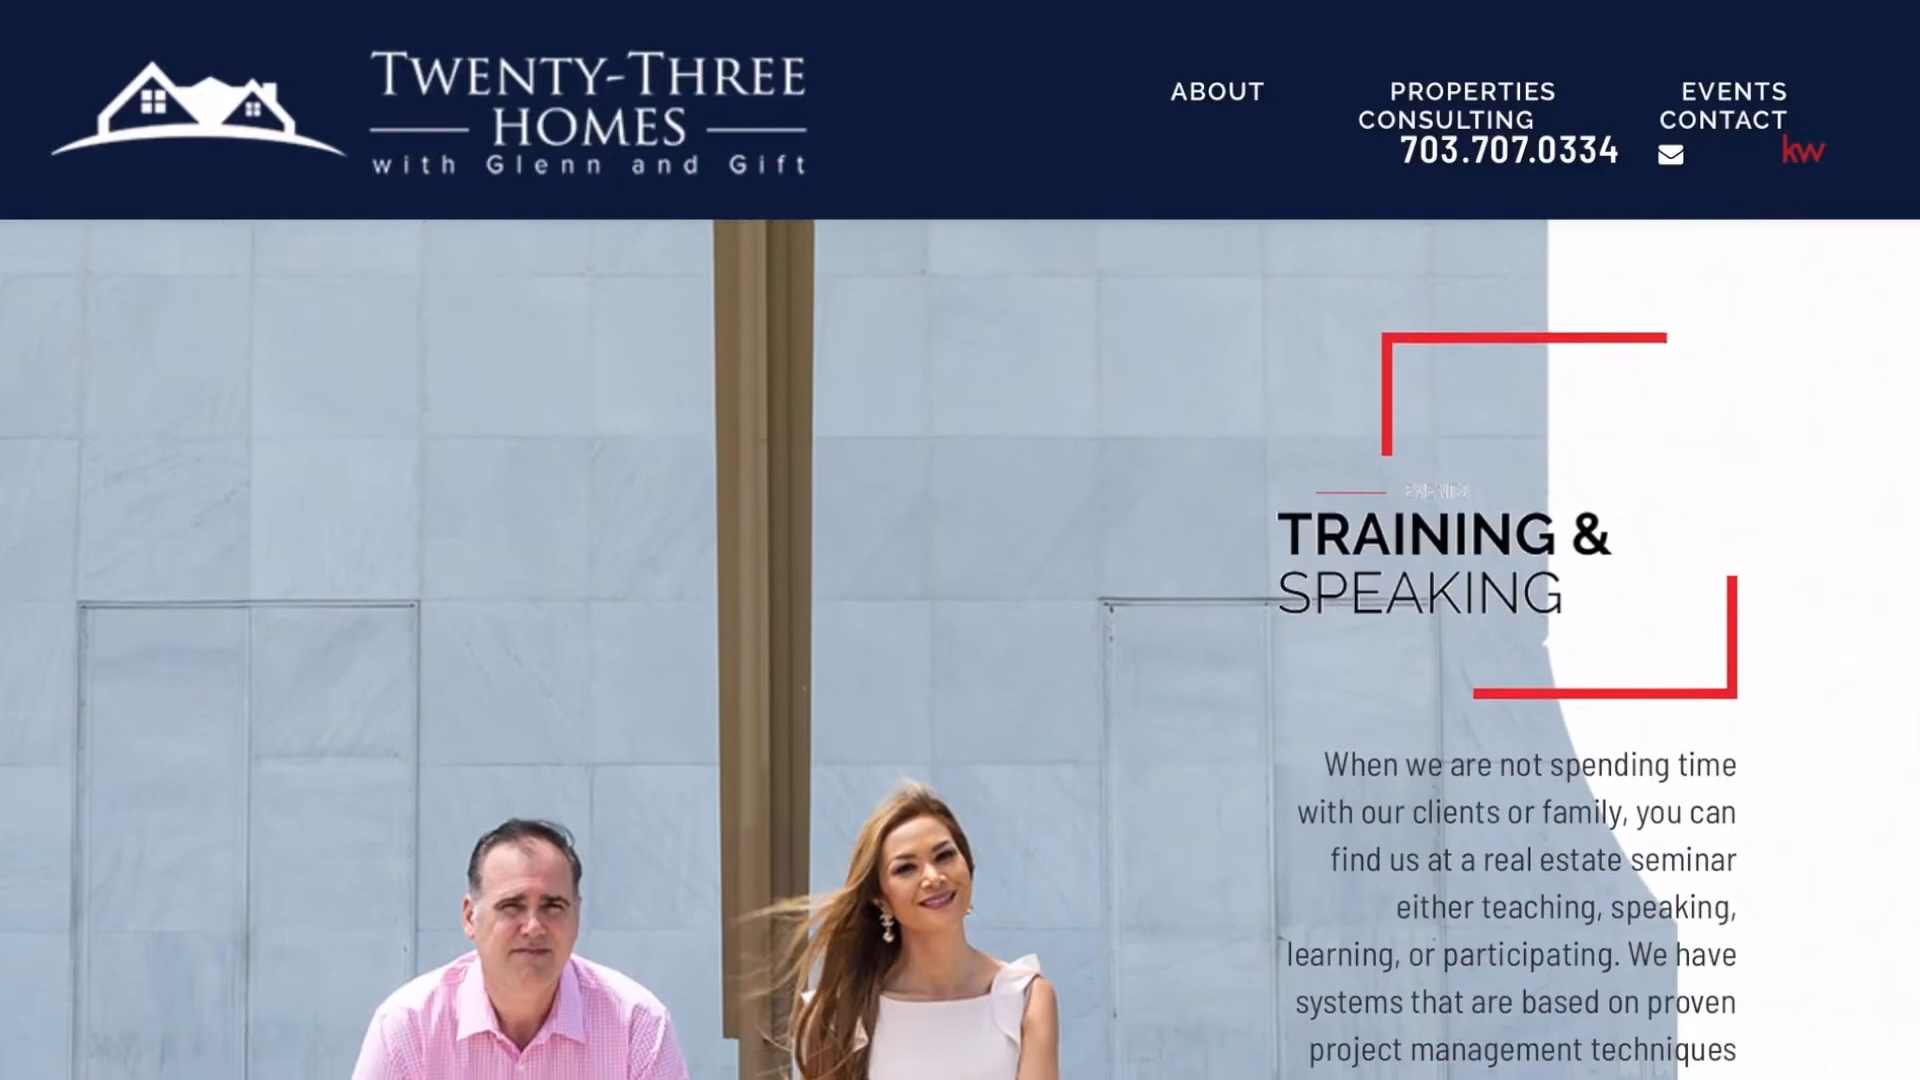 TWENTY-THREE
HOMES
with Glenn and Gift
ABOUT
PROPERTIES
EVENTS
CONSULTING
CONTACT
703.707.0334
kw
EVENTS
TRAINING &
SPEAKING
When we are not spending time
with our clients or family, you can
find us at a real estate seminar
either teaching, speaking,
learning, or participating. We have
systems that are based on proven
project management techniques